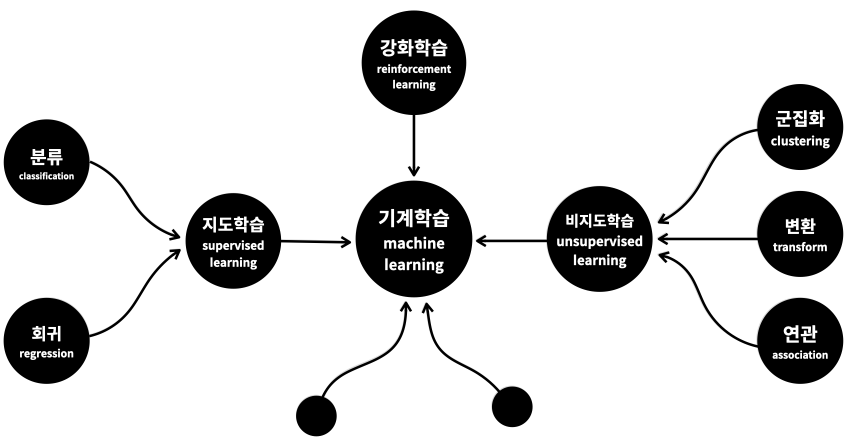 강화학습
reinforcement
learning
분류
classification
지도학습
supervised
learning
회귀
regression
기계학습
machine
learning
비지도학습
unsupervised
learning
군집화
clustering
변환
transform
연관
association